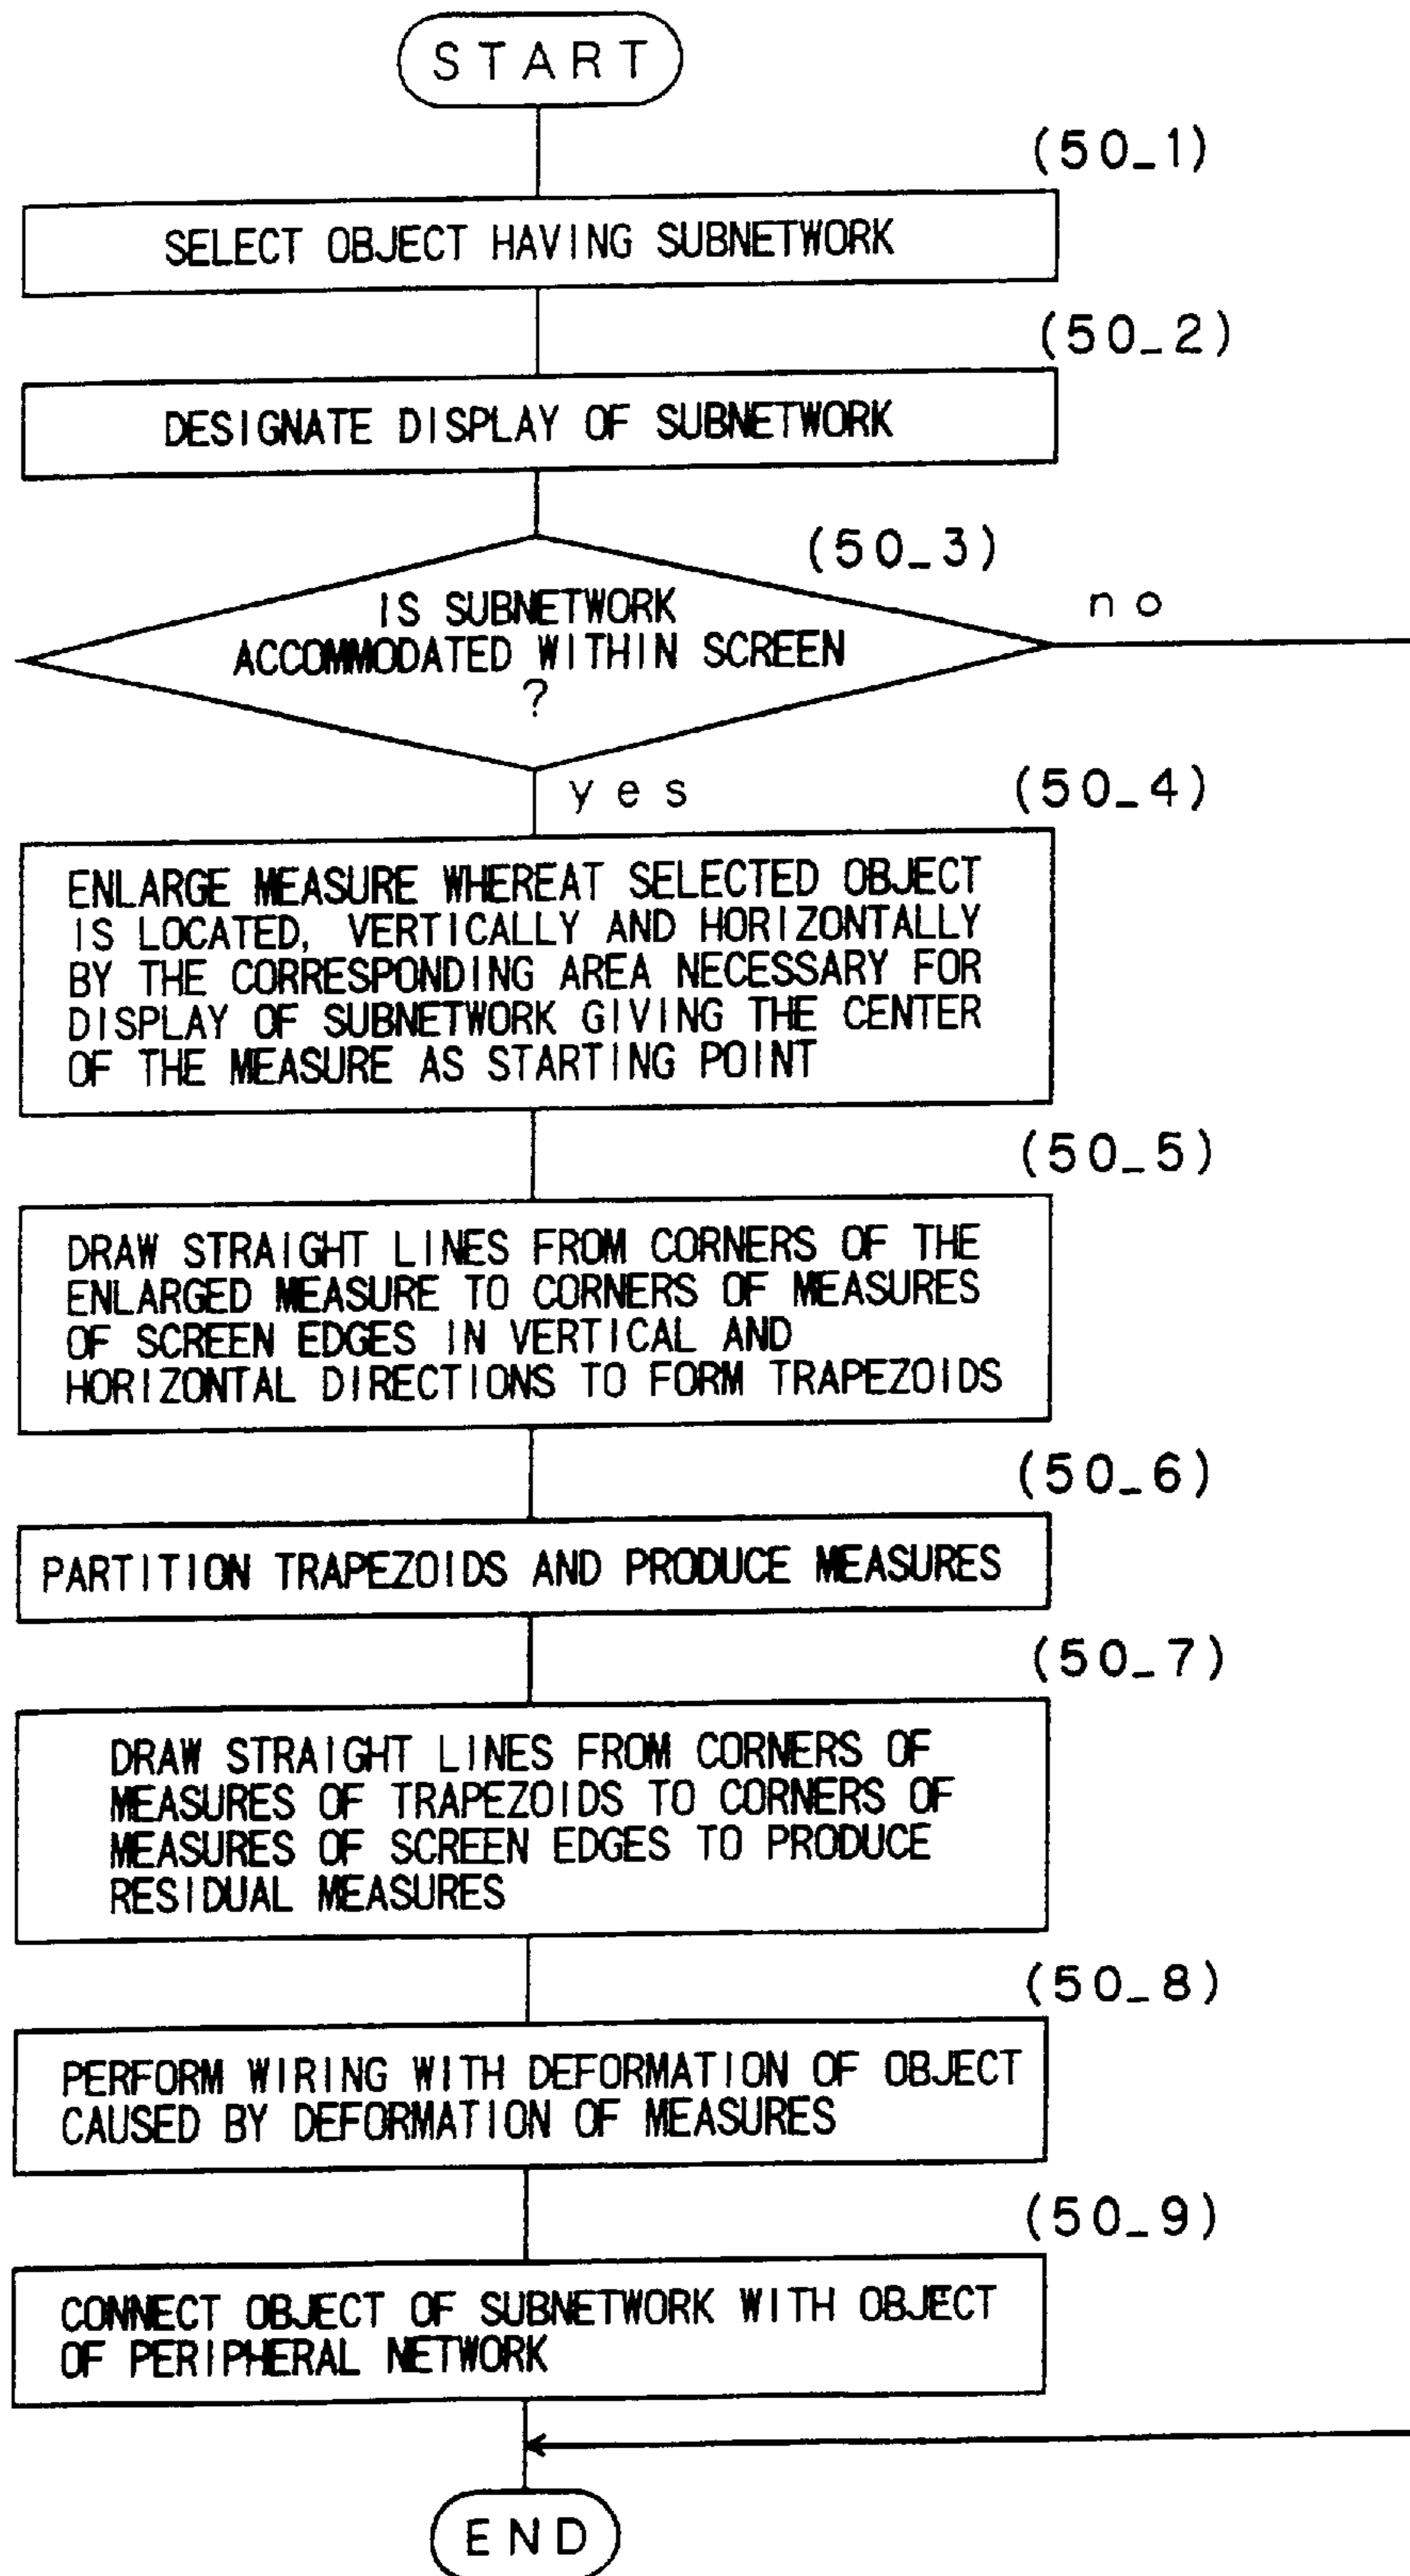 START
(50_1)
SELECT OBJECT HAVING SUBNETWORK
(50_2)
DESIGNATE DISPLAY OF SUBNETWORK
(50_3)
IS SUBNETWORK
ACCOMMODATED WITHIN SCREEN
?
no
yes
(50_4)
ENLARGE MEASURE WHEREAT SELECTED OBJECT
IS LOCATED, VERTICALLY AND HORIZONTALLY
BY THE CORRESPONDING AREA NECESSARY FOR
DISPLAY OF SUBNETWORK GIVING THE CENTER
OF THE MEASURE AS STARTING POINT
(50_5)
DRAW STRAIGHT LINES FROM CORNERS OF THE
ENLARGED MEASURE TO CORNERS OF MEASURES
OF SCREEN EDGES IN VERTICAL AND
HORIZONTAL DIRECTIONS TO FORM TRAPEZOIDS
(50_6)
PARTITION TRAPEZOIDS AND PRODUCE MEASURES
(50_7)
DRAW STRAIGHT LINES FROM CORNERS OF
MEASURES OF TRAPEZOIDS TO CORNERS OF
MEASURES OF SCREEN EDGES TO PRODUCE
RESIDUAL MEASURES
(50_8)
PERFORM WIRING WITH DEFORMATION OF OBJECT
CAUSED BY DEFORMATION OF MEASURES
(50_9)
CONNECT OBJECT OF SUBNETWORK WITH OBJECT
OF PERIPHERAL NETWORK
END